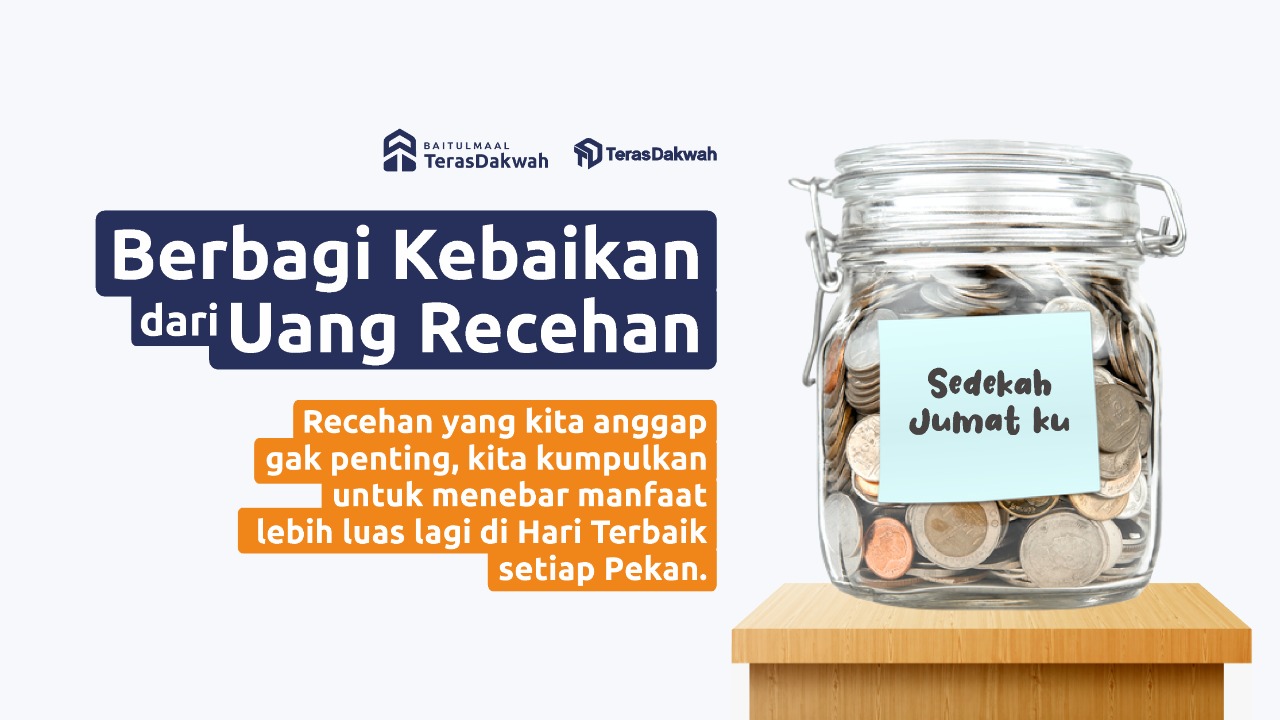 BAITULMAAL
TerasDakwah
TerasDakwah
Berbagi Kebaikan
dari Uang Recehan
Recehan yang kita anggap
gak penting, kita kumpulkan
untuk menebar manfaat
lebih luas lagi di Hari Terbaik
setiap Pekan.
Sedekah
Jumat ku